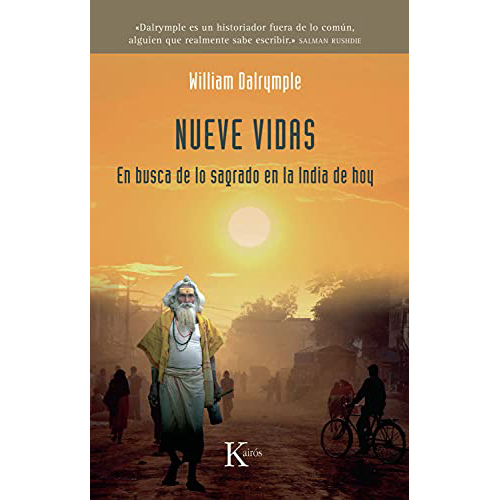 «Dalrymple es un historiador fuera de lo común,
alguien que realmente sabe escribir.» SALMAN RUSHDIE
William Dalrymple
NUEVE VIDAS
En busca de lo sagrado en la India de hoy
Kairós